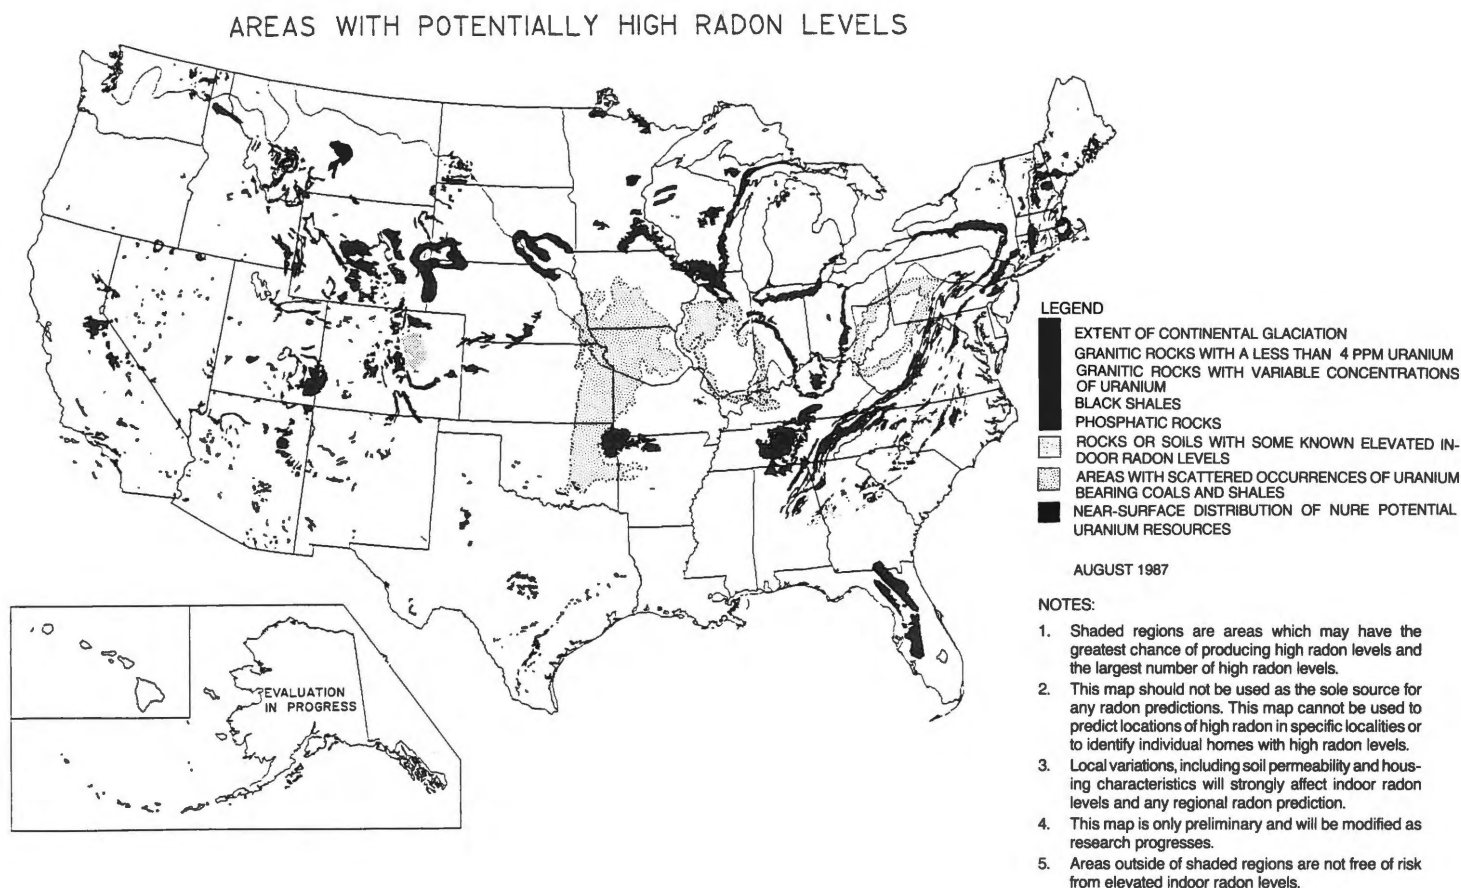 AREAS WITH POTENTIALLY HIGH RADON LEVELS
EVALUATION
IN PROGRESS
LEGEND
EXTENT OF CONTINENTAL GLACIATION
GRANITIC ROCKS WITH A LESS THAN 4 PPM URANIUM
GRANITIC ROCKS WITH VARIABLE CONCENTRATIONS
OF URANIUM
BLACK SHALES
PHOSPHATIC ROCKS
ROCKS OR SOILS WITH SOME KNOWN ELEVATED IN-
DOOR RADON LEVELS
AREAS WITH SCATTERED OCCURRENCES OF URANIUM
BEARING COALS AND SHALES
NEAR-SURFACE DISTRIBUTION OF NURE POTENTIAL
URANIUM RESOURCES
AUGUST 1987
NOTES:
1. Shaded regions are areas which may have the
greatest chance of producing high radon levels and
the largest number of high radon levels.
2. This map should not be used as the sole source for
any radon predictions. This map cannot be used to
predict locations of high radon in specific localities or
to identify individual homes with high radon levels.
3. Local variations, including soil permeability and hous-
ing characteristics will strongly affect indoor radon
levels and any regional radon prediction.
4. This map is only preliminary and will be modified as
research progresses.
5. Areas outside of shaded regions are not free of risk
from elevated indoor radon levels.